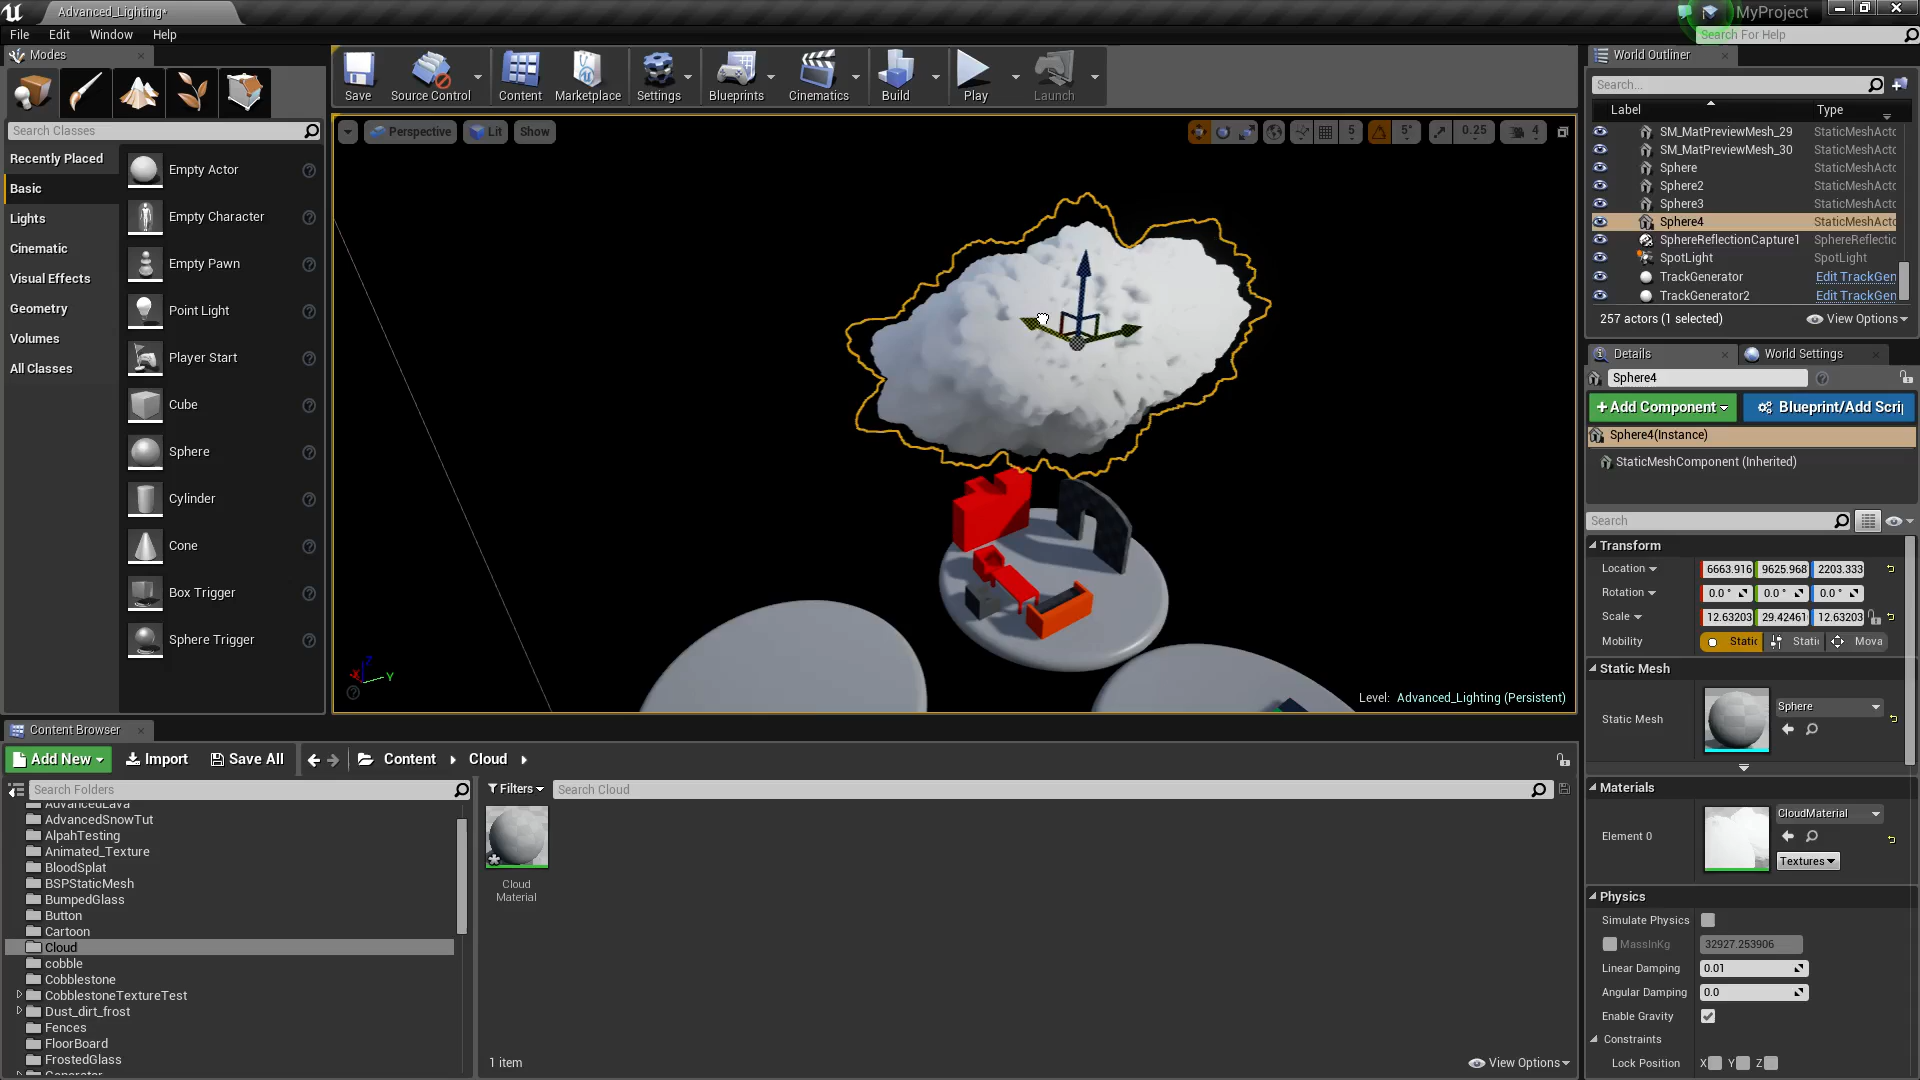 Advanced_Lighting*
MyProject
File Edit Window Help
Search For Help
Modes
Search Classes
Recently Placed
Basic
Lights
Cinematic
Visual Effects
Geometry
Volumes
All Classes
Empty Actor
Empty Character
Empty Pawn
Point Light
Player Start
Cube
Sphere
Cylinder
Cone
Box Trigger
Sphere Trigger
Save Source Control Content Marketplace Settings Blueprints Cinematics Build Play Launch
Perspective Lit Show
5 5° 0.25 4
X Y Z
Level: Advanced_Lighting (Persistent)
World Outliner
Search...
Label Type
SM_MatPreviewMesh_29 StaticMeshActo
SM_MatPreviewMesh_30 StaticMeshActo
Sphere StaticMeshActo
Sphere2 StaticMeshActo
Sphere3 StaticMeshActo
Sphere4 StaticMeshActo
SphereReflectionCapture1 SphereReflectio
SpotLight SpotLight
TrackGenerator Edit TrackGen
TrackGenerator2 Edit TrackGen
257 actors (1 selected) View Options
Details World Settings
Sphere4
+Add Component Blueprint/Add Scri
Sphere4(Instance)
StaticMeshComponent (Inherited)
Search
Transform
Location 6663.916 9625.968 2203.333
Rotation 0.0 ° 0.0 ° 0.0 °
Scale 12.63203 29.42461 12.63203
Mobility Static Static Mova
Static Mesh
Static Mesh Sphere
Materials
Element 0 CloudMaterial
Textures
Physics
Simulate Physics
MassInKg 32927.253906
Linear Damping 0.01
Angular Damping 0.0
Enable Gravity
Constraints
Lock Position X Y Z
Content Browser
Add New Import Save All Content Cloud
Search Folders
Filters Search Cloud
AdvancedLava
AdvancedSnowTut
AlpahTesting
Animated_Texture
BloodSplat
BSPStaticMesh
BumpedGlass
Button
Cartoon
Cloud
cobble
Cobblestone
CobblestoneTextureTest
Dust_dirt_frost
Fences
FloorBoard
FrostedGlass
Cloud
Material
1 item View Options